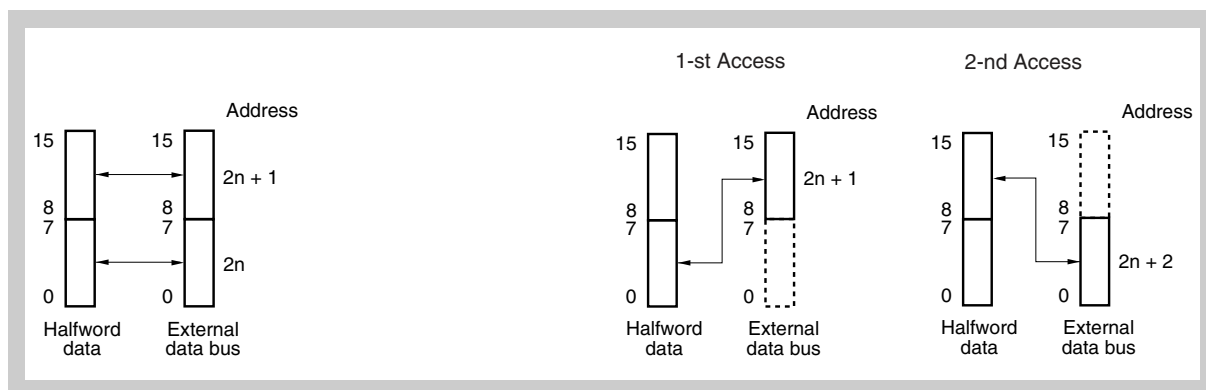 Address
15
15
2n + 1
8
8
7
7
2n
0
0
Halfword
data
External
data bus
1-st Access
Address
15
15
2n + 1
8
8
7
7
0
0
Halfword
data
External
data bus
2-nd Access
Address
15
15
8
8
7
7
2n + 2
0
0
Halfword
data
External
data bus